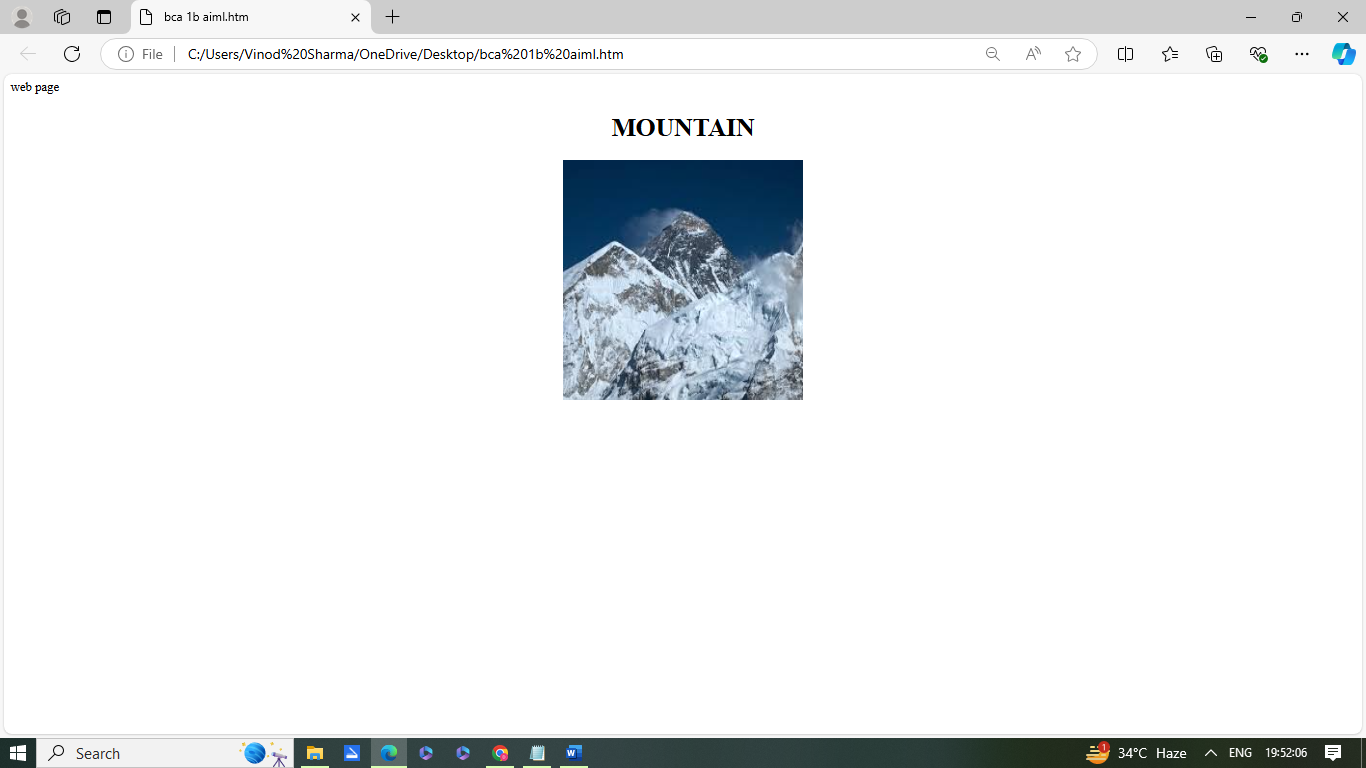 bca 1b aiml.htm
File C:/Users/Vinod%20Sharma/OneDrive/Desktop/bca%201b%20aiml.htm
web page
MOUNTAIN
Search
1 34°C Haze ENG 19:52:06